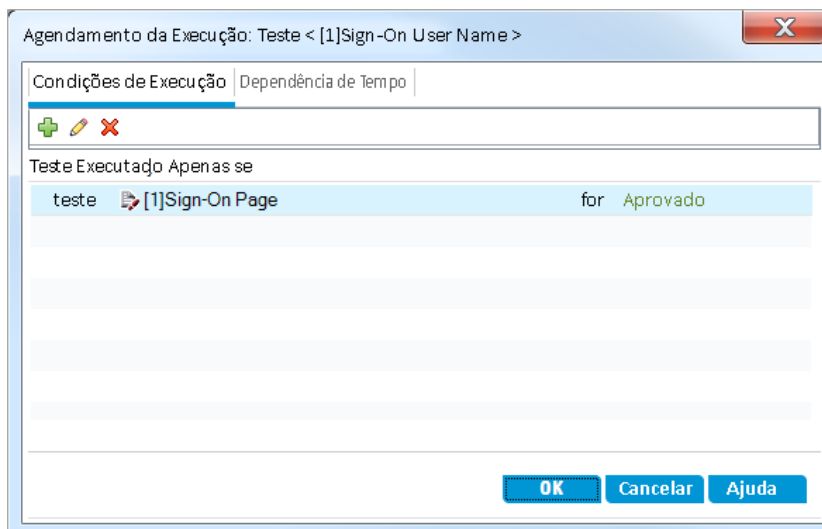 Agendamento da Execução: Teste < [1]Sign-On User Name >
Condições de Execução Dependência de Tempo
Teste Executado Apenas se
teste [1]Sign-On Page for Aprovado
OK Cancelar Ajuda